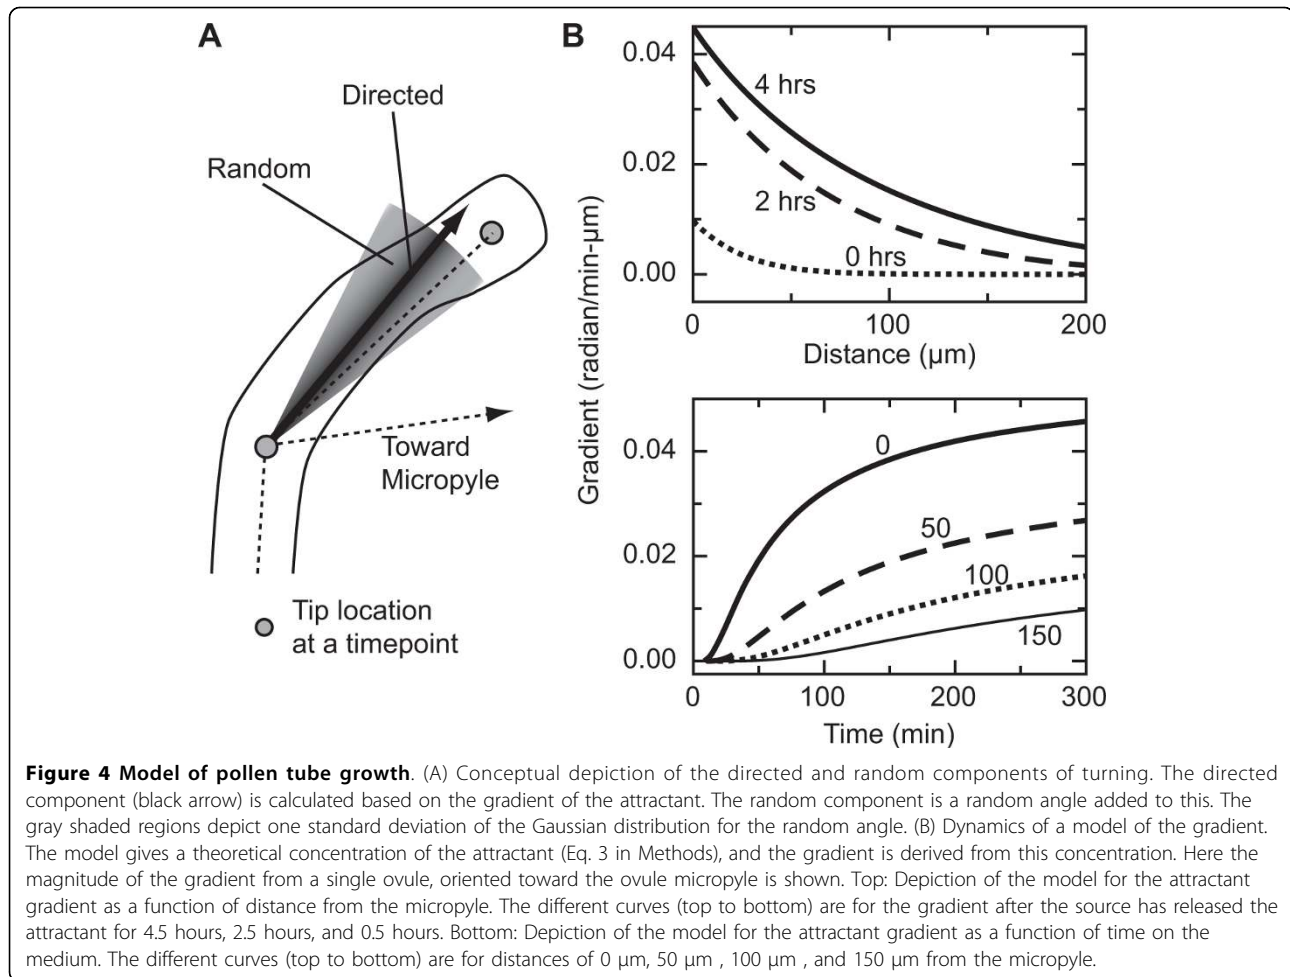 A
Directed
Random
Toward
Micropyle
Tip location
at a timepoint
B
Gradient (radian/min-µm)
0.04
0.02
0.00
4 hrs
2 hrs
0 hrs
0
100
200
Distance (µm)
0.04
0.02
0.00
0
50
100
150
0
100
200
300
Time (min)
Figure 4 Model of pollen tube growth. (A) Conceptual depiction of the directed and random components of turning. The directed
component (black arrow) is calculated based on the gradient of the attractant. The random component is a random angle added to this. The
gray shaded regions depict one standard deviation of the Gaussian distribution for the random angle. (B) Dynamics of a model of the gradient.
The model gives a theoretical concentration of the attractant (Eq. 3 in Methods), and the gradient is derived from this concentration. Here the
magnitude of the gradient from a single ovule, oriented toward the ovule micropyle is shown. Top: Depiction of the model for the attractant
gradient as a function of distance from the micropyle. The different curves (top to bottom) are for the gradient after the source has released the
attractant for 4.5 hours, 2.5 hours, and 0.5 hours. Bottom: Depiction of the model for the attractant gradient as a function of time on the
medium. The different curves (top to bottom) are for distances of 0 µm, 50 µm , 100 µm , and 150 µm from the micropyle.